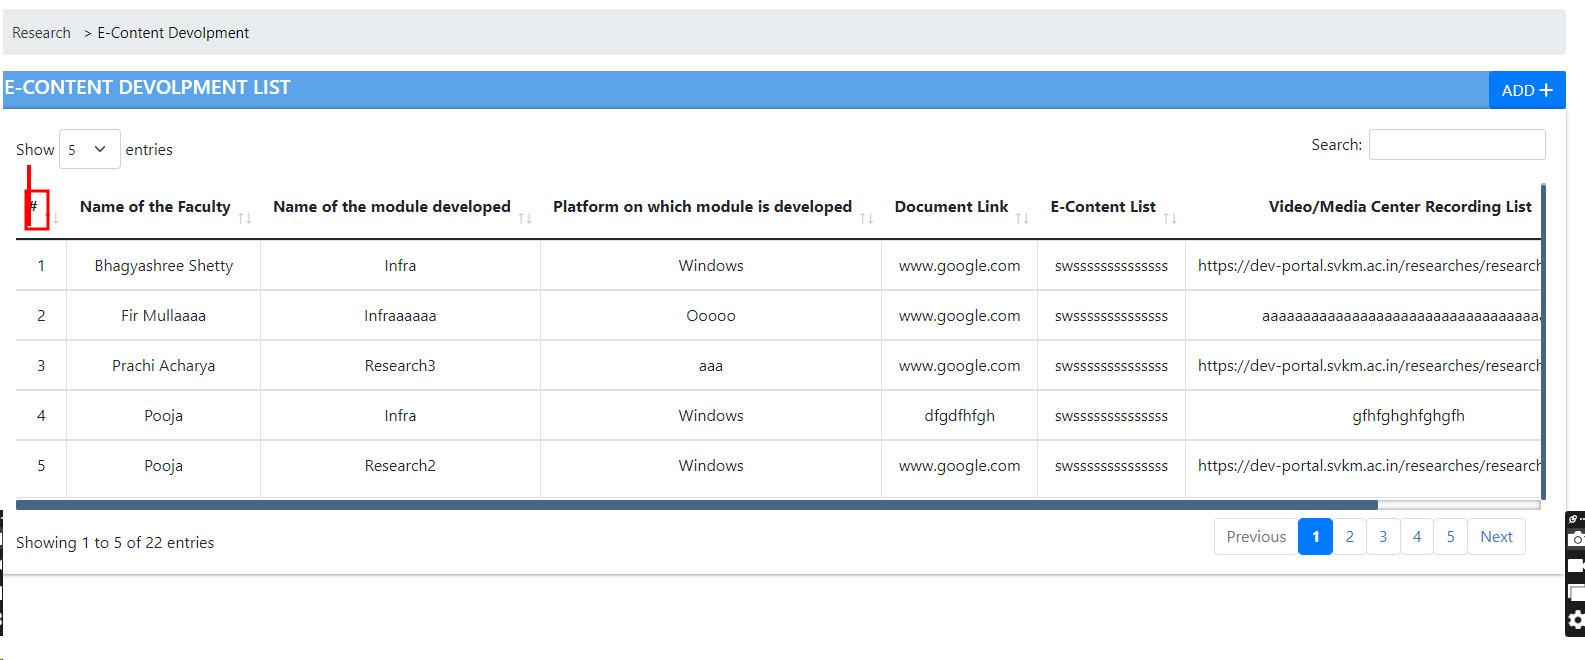 Research > E-Content Devolpment
E-CONTENT DEVOLPMENT LIST
ADD +
Show 5 entries
Search:
# Name of the Faculty Name of the module developed Platform on which module is developed Document Link E-Content List Video/Media Center Recording List
1 Bhagyashree Shetty Infra Windows www.google.com swssssssssssssss https://dev-portal.svkm.ac.in/researches/research
2 Fir Mullaaaa Infraaaaaa Ooooo www.google.com swssssssssssssss aaaaaaaaaaaaaaaaaaaaaaaaaaaaaaaaaa
3 Prachi Acharya Research3 aaa www.google.com swssssssssssssss https://dev-portal.svkm.ac.in/researches/research
4 Pooja Infra Windows dfgdfhfgh swssssssssssssss gfhfghghfghgfh
5 Pooja Research2 Windows www.google.com swssssssssssssss https://dev-portal.svkm.ac.in/researches/research
Showing 1 to 5 of 22 entries
Previous 1 2 3 4 5 Next